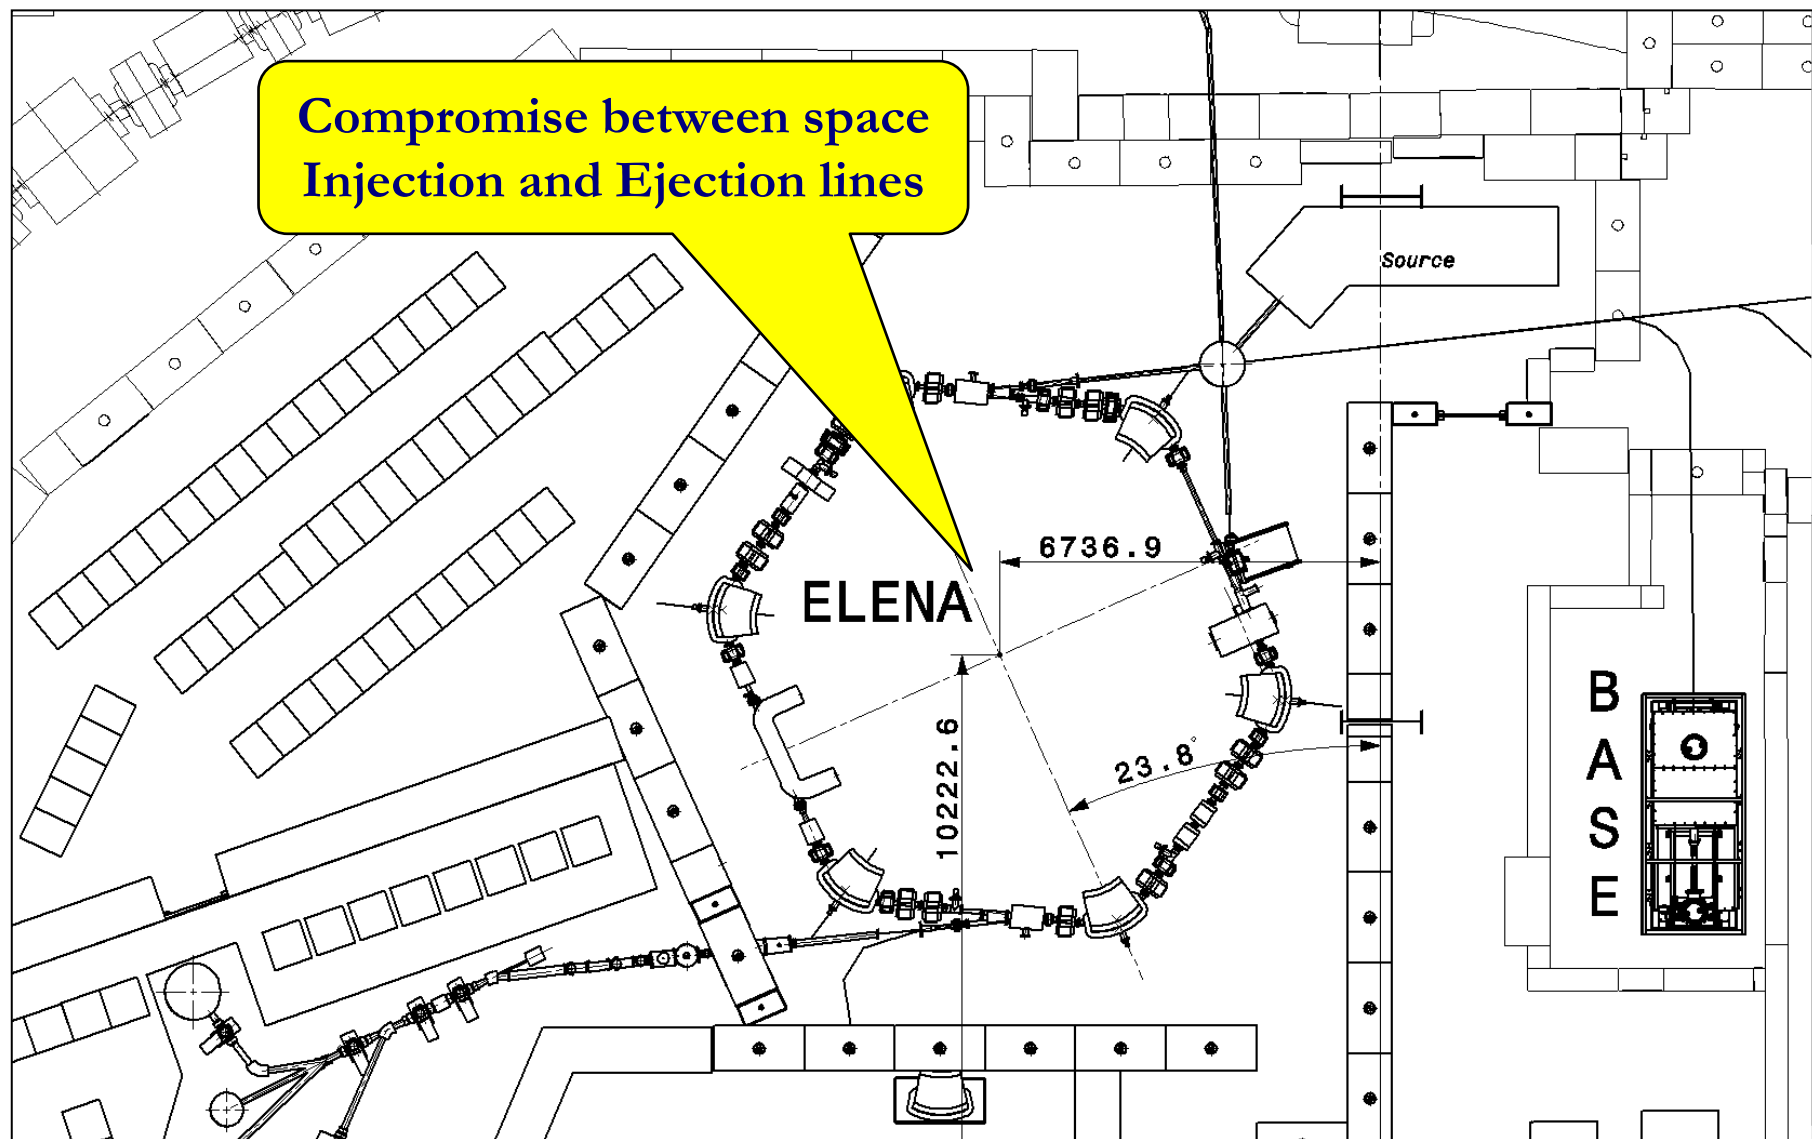 Compromise between space
Injection and Ejection lines
Source
6736.9
ELENA
10222.6
23.8°
B
A
S
E